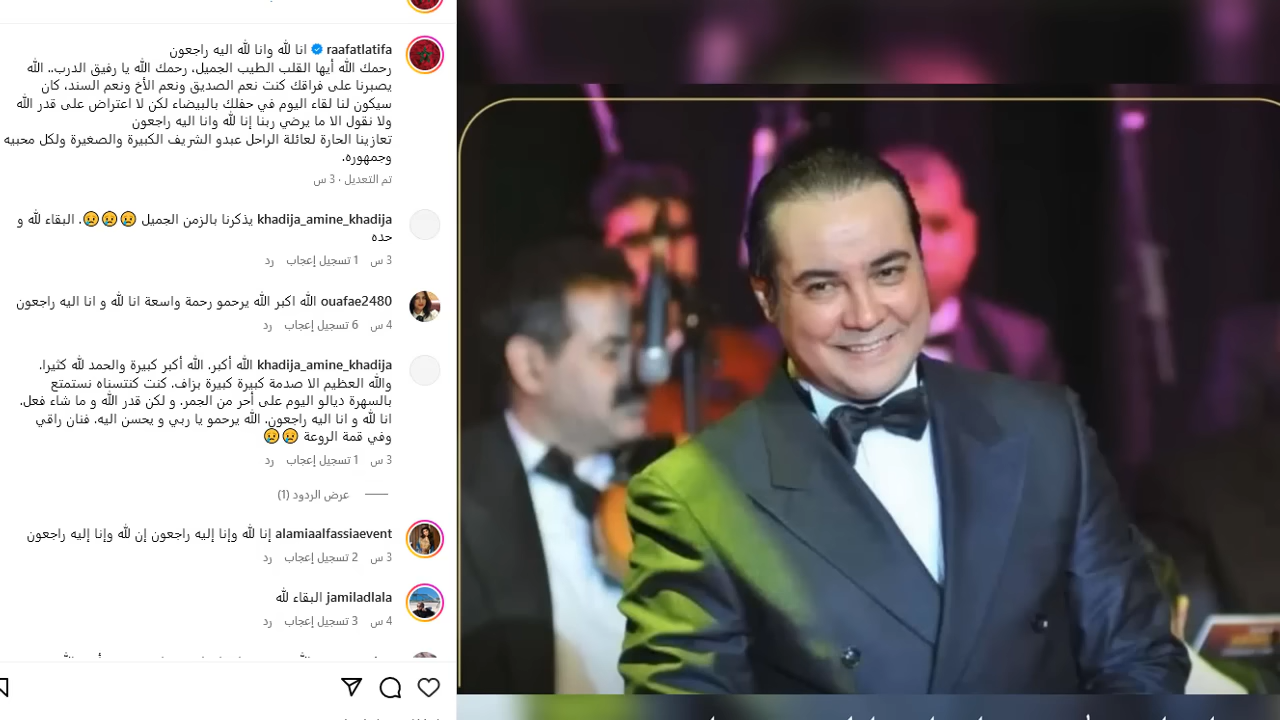 raafatlatifa انا لله وانا لله اليه راجعون
رحمك الله أيها القلب الطيب الجميل، رحمك الله يا رفيق الدرب.. الله
يصبرنا على فراقك كنت نعم الصديق ونعم الأخ ونعم السند، كان
سيكون لنا لقاء اليوم في حفلك بالبيضاء لكن لا اعتراض على قدر الله
ولا نقول الا ما يرضي ربنا إنا لله وانا اليه راجعون
تعازينا الحارة لعائلة الراحل عبدو الشريف الكبيرة والصغيرة ولكل محبيه
وجمهوره.
تم التعديل · 3 س
khadija_amine_khadija يذكرنا بالزمن الجميل 😢😢😢. البقاء لله و
حده
3 س 1 تسجيل إعجاب رد
ouafae2480 الله اكبر الله يرحمو رحمة واسعة انا لله و انا اليه راجعون
4 س 6 تسجيل إعجاب رد
khadija_amine_khadija الله أكبر. الله أكبر كبيرة والحمد لله كثيرا.
والله العظيم الا صدمة كبيرة كبيرة بزاف. كنت كنتسناه نستمتع
بالسهرة ديالو اليوم على أحر من الجمر. و لكن قدر الله و ما شاء فعل.
انا لله و انا اليه راجعون. الله يرحمو يا ربي و يحسن اليه. فنان راقي
وفي قمة الروعة 😢😢
3 س 1 تسجيل إعجاب رد
عرض الردود (1)
alamiaalfassiaevent إنا لله وإنا إليه راجعون إن لله وإنا إليه راجعون
3 س 2 تسجيل إعجاب رد
jamiladlala البقاء لله
4 س 3 تسجيل إعجاب رد